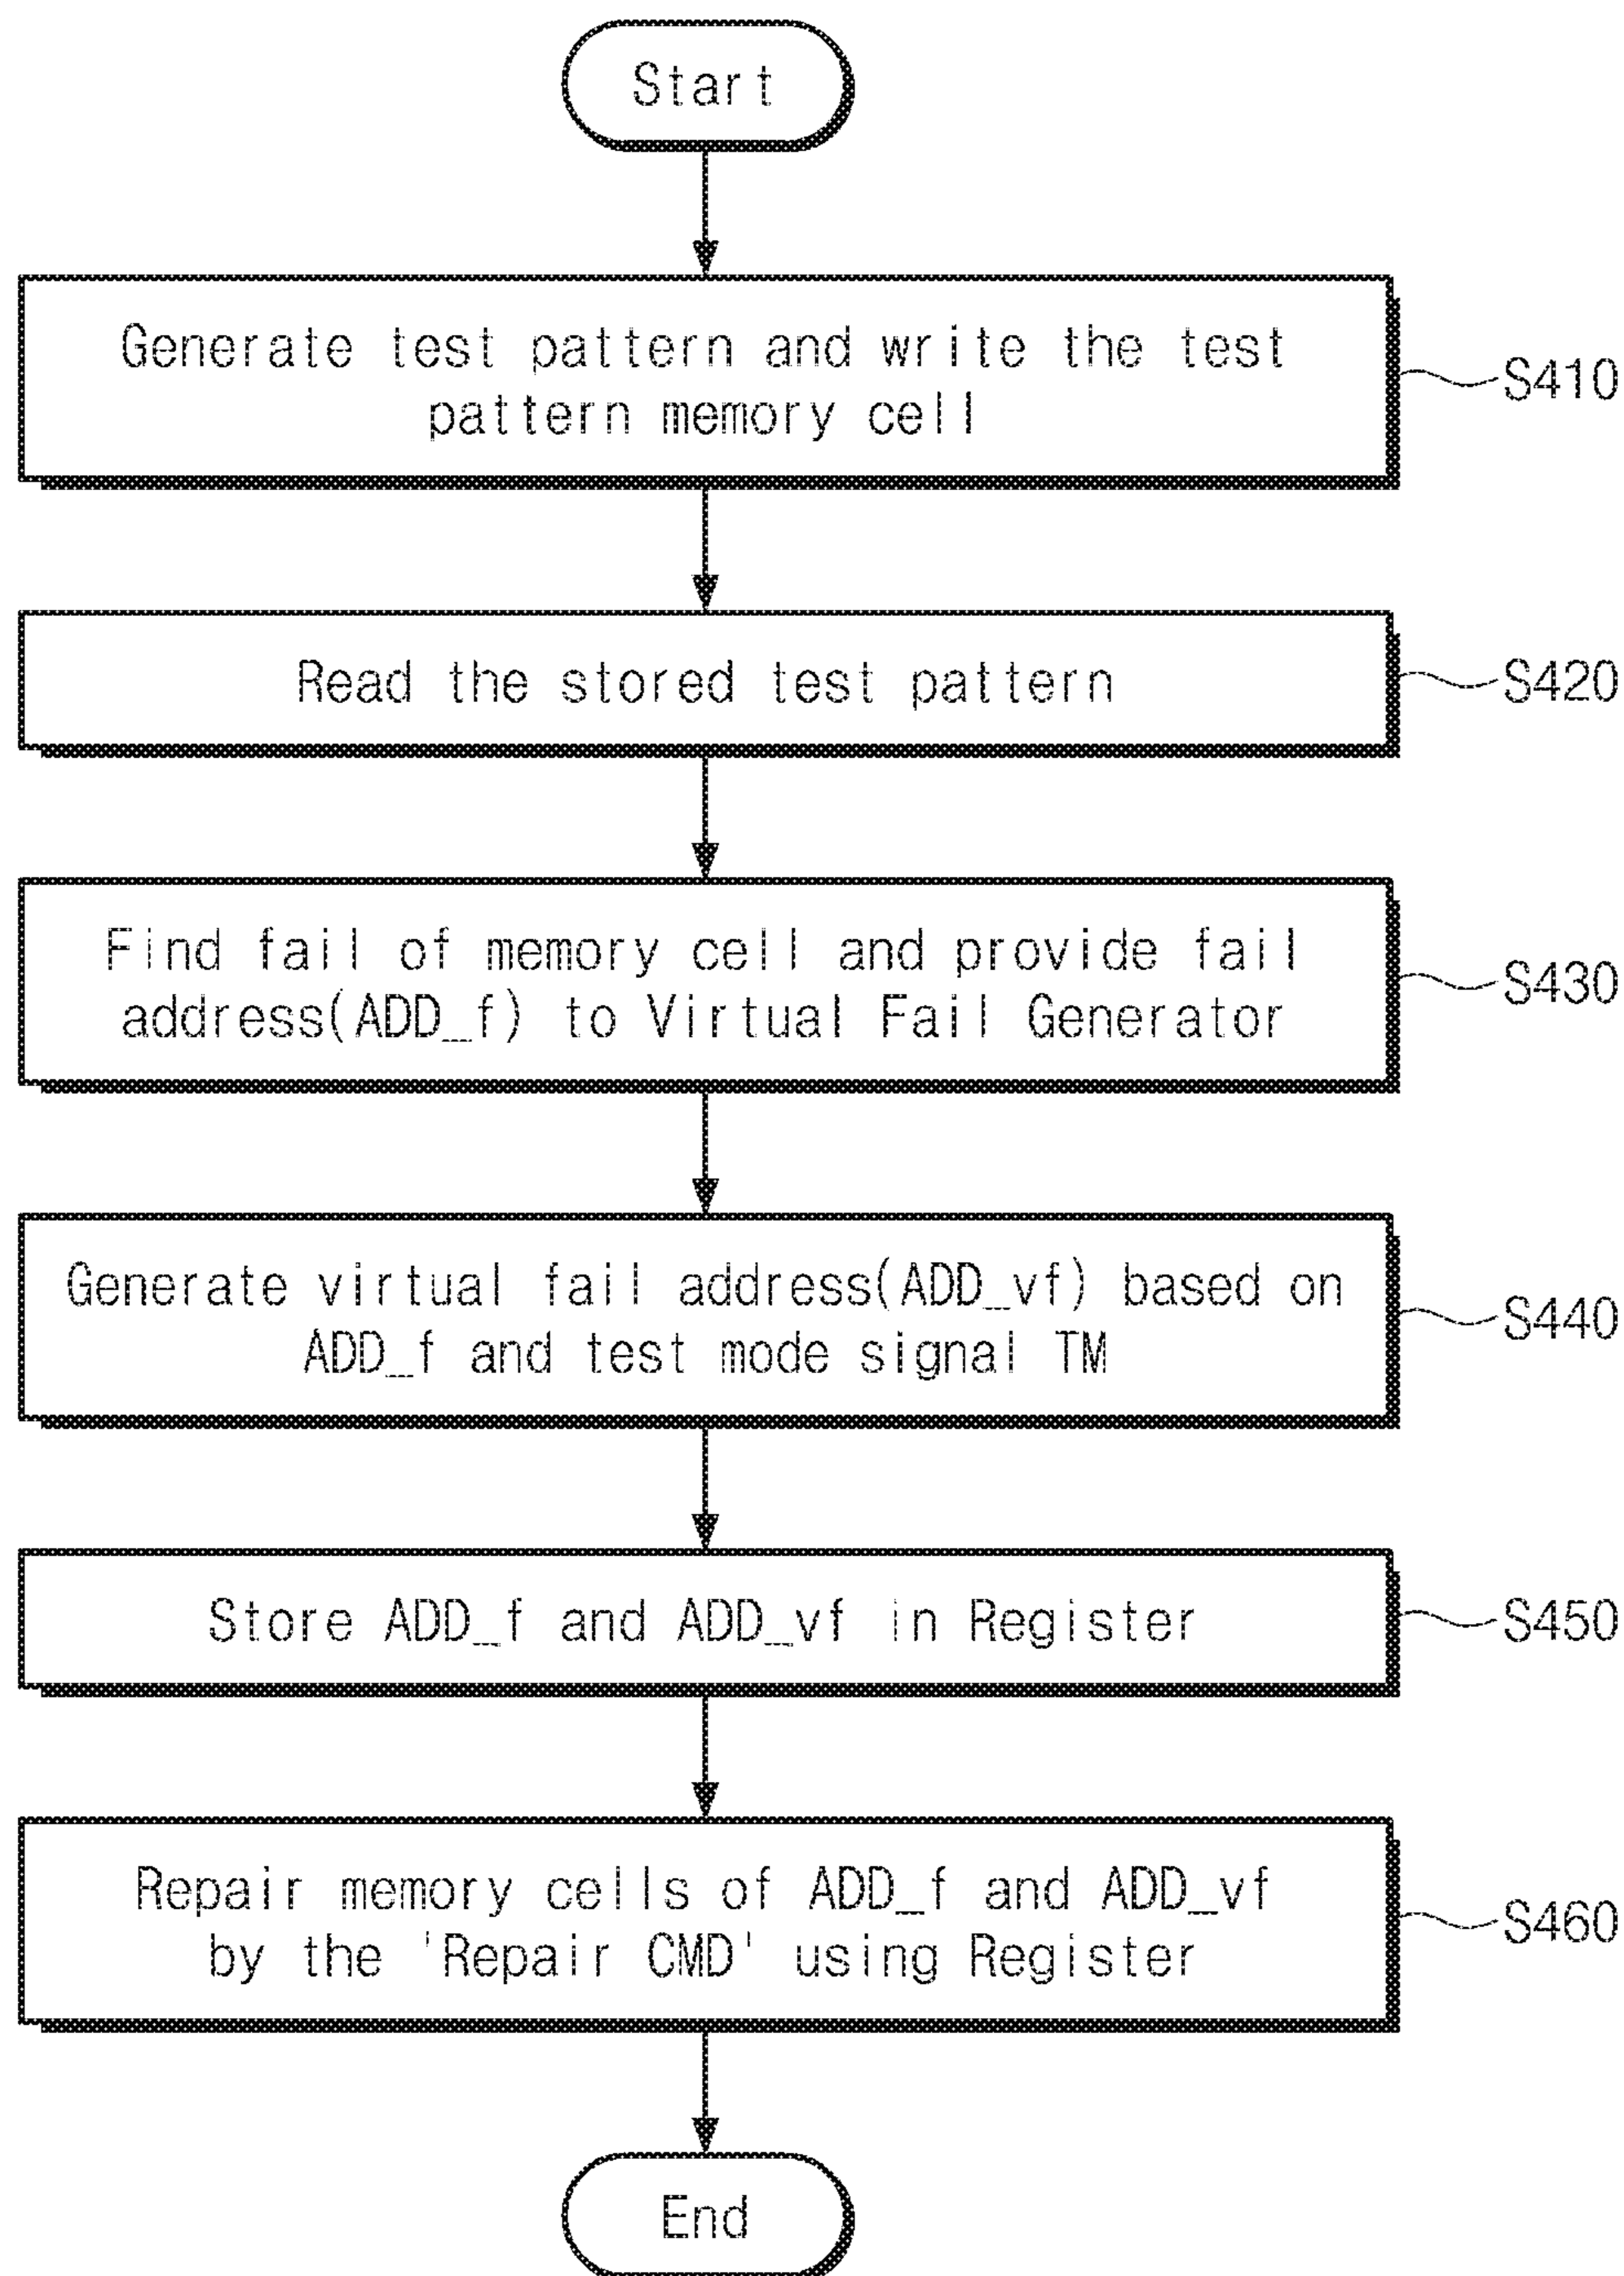 Start
Generate test pattern and write the test
pattern memory cell
S410
Read the stored test pattern
S420
Find fail of memory cell and provide fail
address(ADD_f) to Virtual Fail Generator
S430
Generate virtual fail address(ADD_vf) based on
ADD_f and test mode signal TM
S440
Store ADD_f and ADD_vf in Register
S450
Repair memory cells of ADD_f and ADD_vf
by the 'Repair CMD' using Register
S460
End